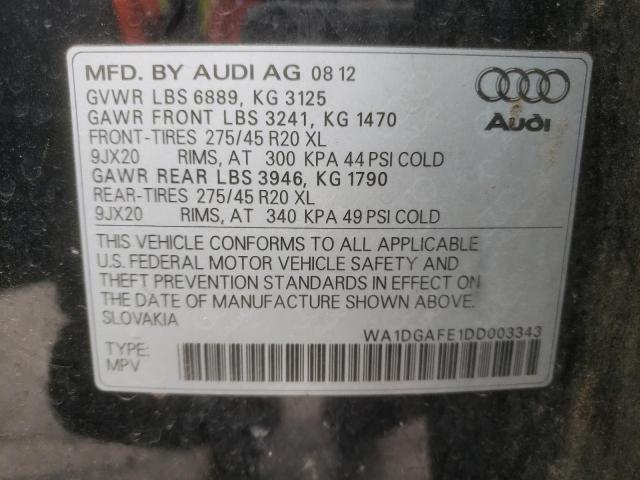 MFD. BY AUDI AG 08 12
GVWR LBS 6889, KG 3125
GAWR FRONT LBS 3241, KG 1470
FRONT-TIRES 275/45 R20 XL
9JX20 RIMS, AT 300 KPA 44 PSI COLD
GAWR REAR LBS 3946, KG 1790
REAR-TIRES 275/45 R20 XL
9JX20 RIMS, AT 340 KPA 49 PSI COLD
Audi
THIS VEHICLE CONFORMS TO ALL APPLICABLE
U.S. FEDERAL MOTOR VEHICLE SAFETY AND
THEFT PREVENTION STANDARDS IN EFFECT ON
THE DATE OF MANUFACTURE SHOWN ABOVE.
SLOVAKIA
WA1DGAFE1DD003343
TYPE:
MPV